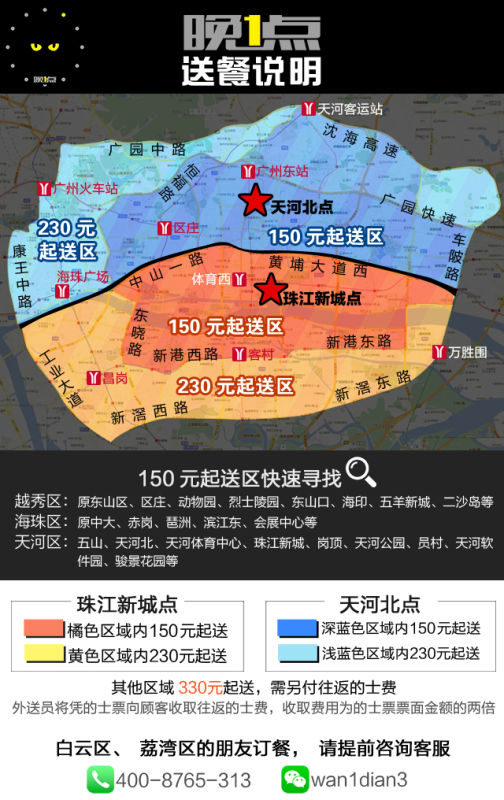 晚1点
晚1点
送餐说明
天河客运站
沈海高速
广园中路
广州东站
广州火车站
恒福路
天河北点
广园快速
230元
起送区
区庄
150元起送区
车陂路
康王中路
海珠广场
中山一路
黄埔大道西
体育西
珠江新城点
东晓路
150元起送区
新港西路
客村
新港东路
万胜围
工业大道
昌岗
230元起送区
新滘西路
新滘东路
150元起送区快速寻找
越秀区：原东山区、区庄、动物园、烈士陵园、东山口、海印、五羊新城、二沙岛等
海珠区：原中大、赤岗、琶洲、滨江东、会展中心等
天河区：五山、天河北、天河体育中心、珠江新城、岗顶、天河公园、员村、天河软
件园、骏景花园等
珠江新城点
橘色区域内150元起送
黄色区域内230元起送
天河北点
深蓝色区域内150元起送
浅蓝色区域内230元起送
其他区域 330元起送，需另付往返的士费
外送员将凭的士票向顾客收取往返的士费，收取费用为的士票票面金额的两倍
白云区、荔湾区的朋友订餐，请提前咨询客服
400-8765-313
wan1dian3